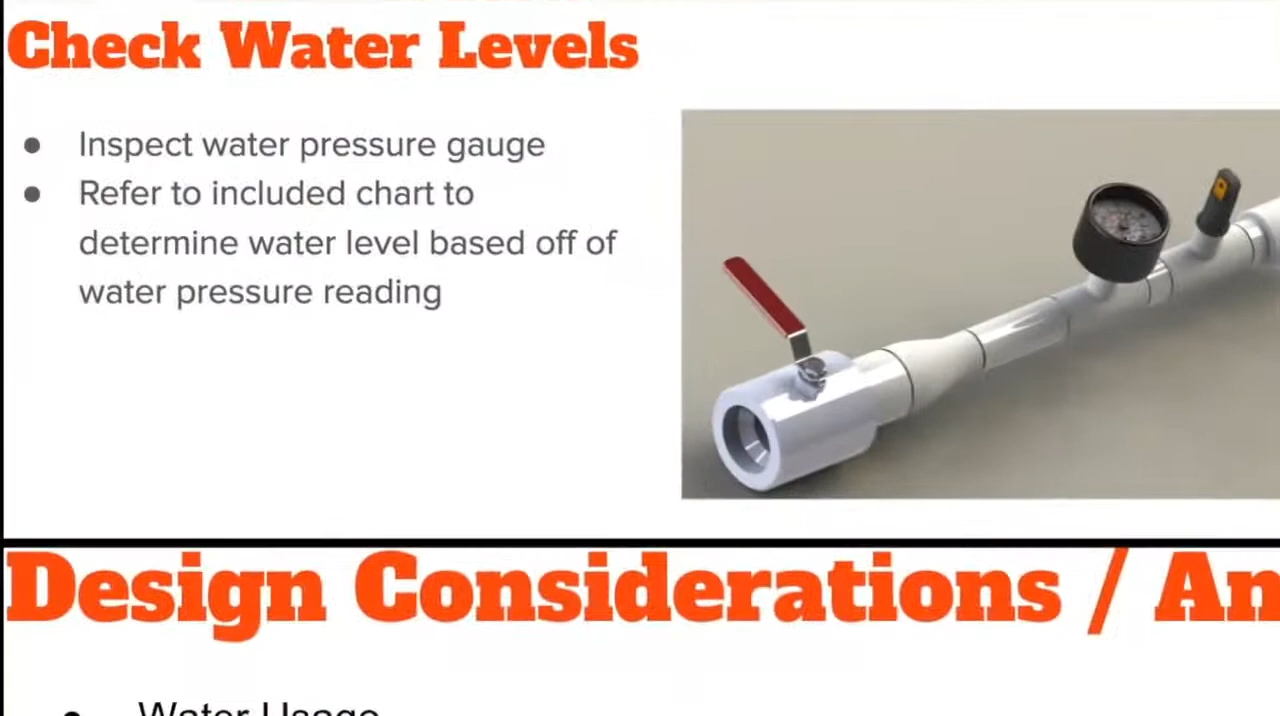 Check Water Levels
● Inspect water pressure gauge
● Refer to included chart to
determine water level based off of
water pressure reading
Design Considerations / An
● Water Usage